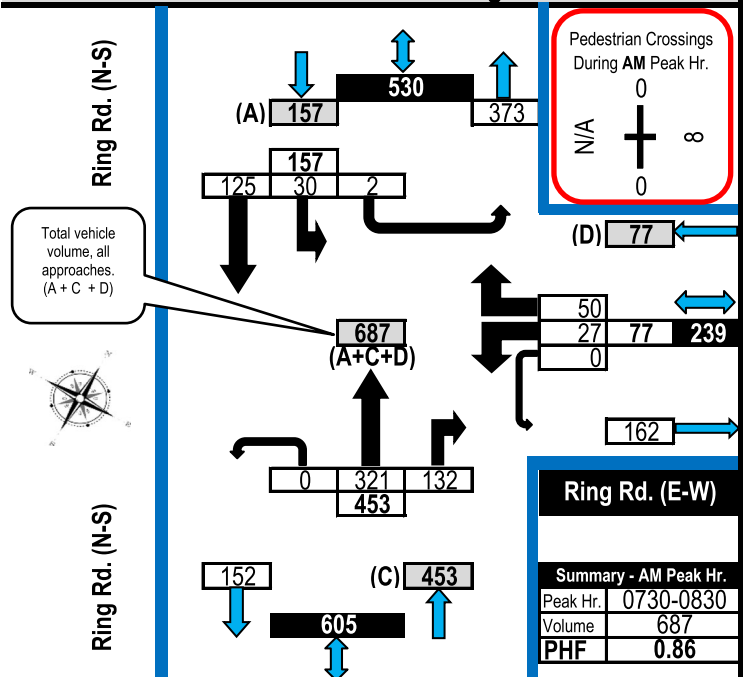 Ring Rd. (N-S)
530
(A) 157
373
157
125 30 2
Pedestrian Crossings
During AM Peak Hr.
0
N/A
8
0
(D) 77
Total vehicle
volume, all
approaches.
(A + C + D)
687
(A+C+D)
50
27 77 239
0
162
0 321 132
453
Ring Rd. (N-S)
152
(C) 453
605
Ring Rd. (E-W)
Summary - AM Peak Hr.
Peak Hr. 0730-0830
Volume 687
PHF 0.86